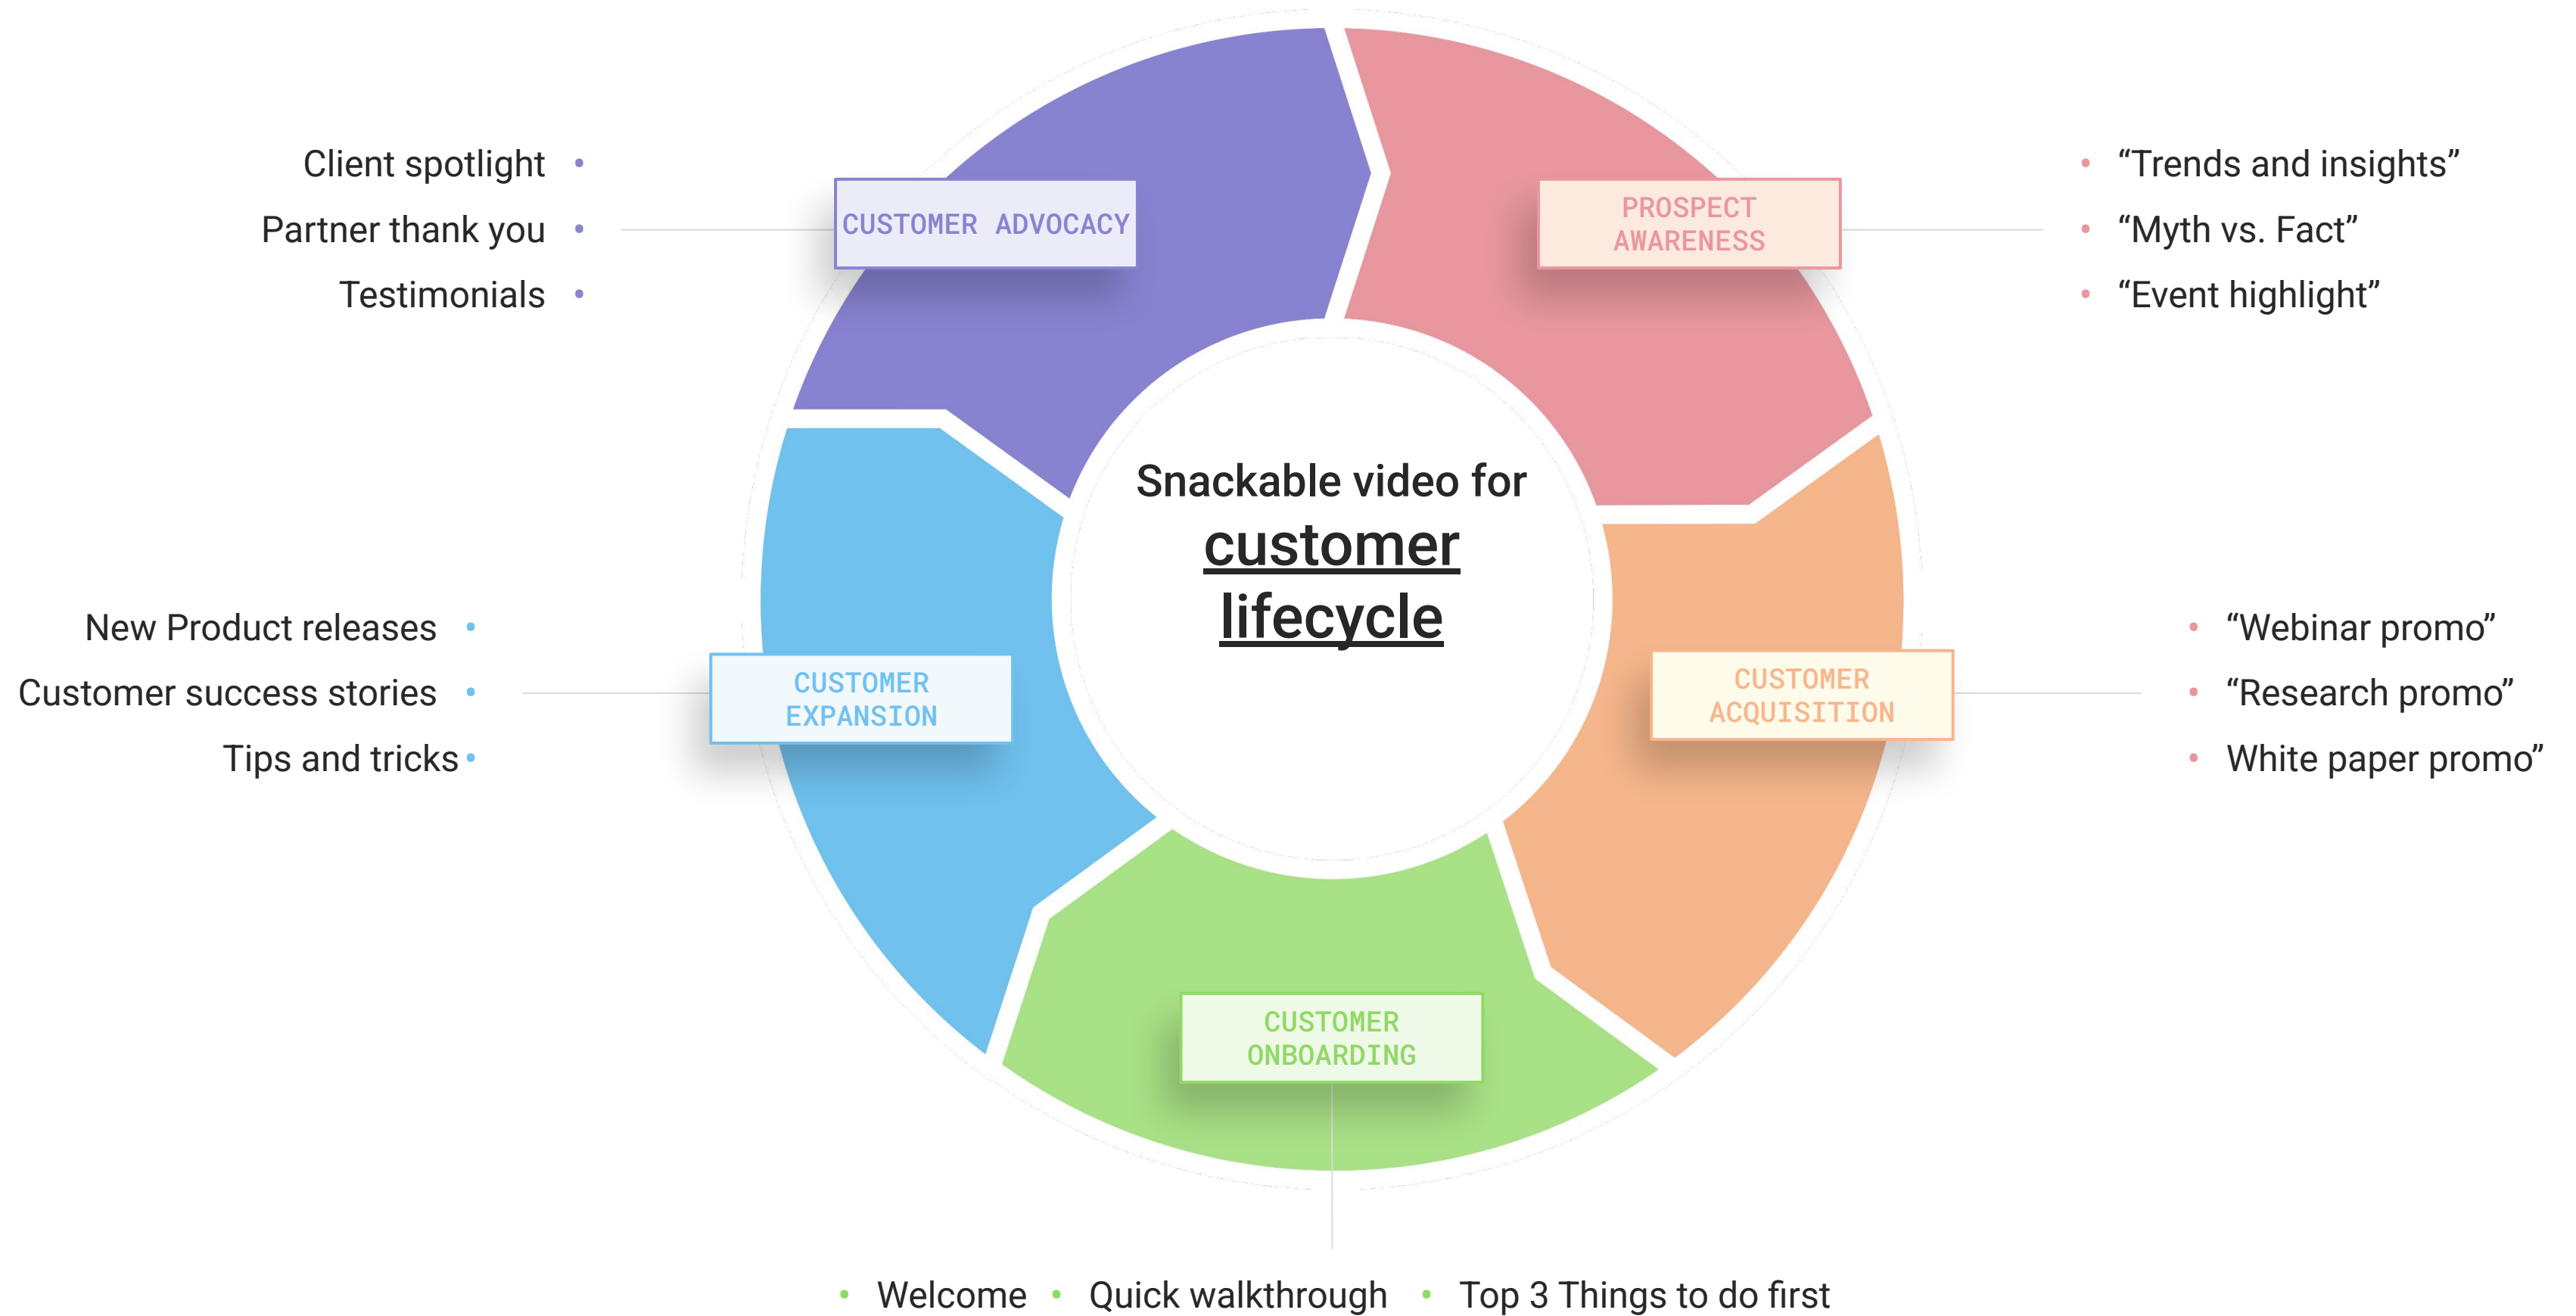 Client spotlight
Partner thank you
Testimonials
CUSTOMER ADVOCACY
PROSPECT
AWARENESS
“Trends and insights”
“Myth vs. Fact”
“Event highlight”
Snackable video for
customer
lifecycle
New Product releases
Customer success stories
Tips and tricks
CUSTOMER
EXPANSION
CUSTOMER
ACQUISITION
“Webinar promo”
“Research promo”
White paper promo”
CUSTOMER
ONBOARDING
Welcome
Quick walkthrough
Top 3 Things to do first